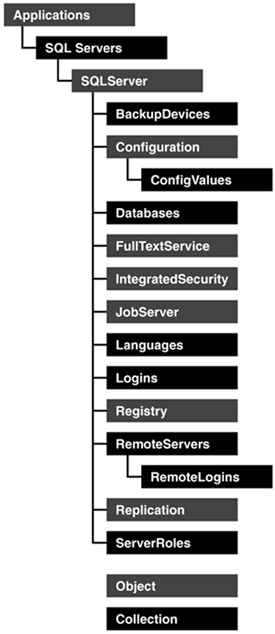 Applications
SQL Servers
SQLServer
BackupDevices
Configuration
ConfigValues
Databases
FullTextService
IntegratedSecurity
JobServer
Languages
Logins
Registry
RemoteServers
RemoteLogins
Replication
ServerRoles
Object
Collection